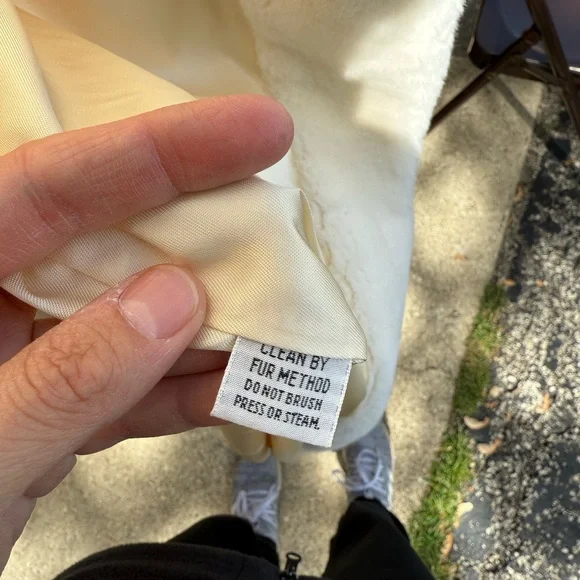 CLEAN BY
FUR METHOD
DO NOT BRUSH
PRESS OR STEAM.